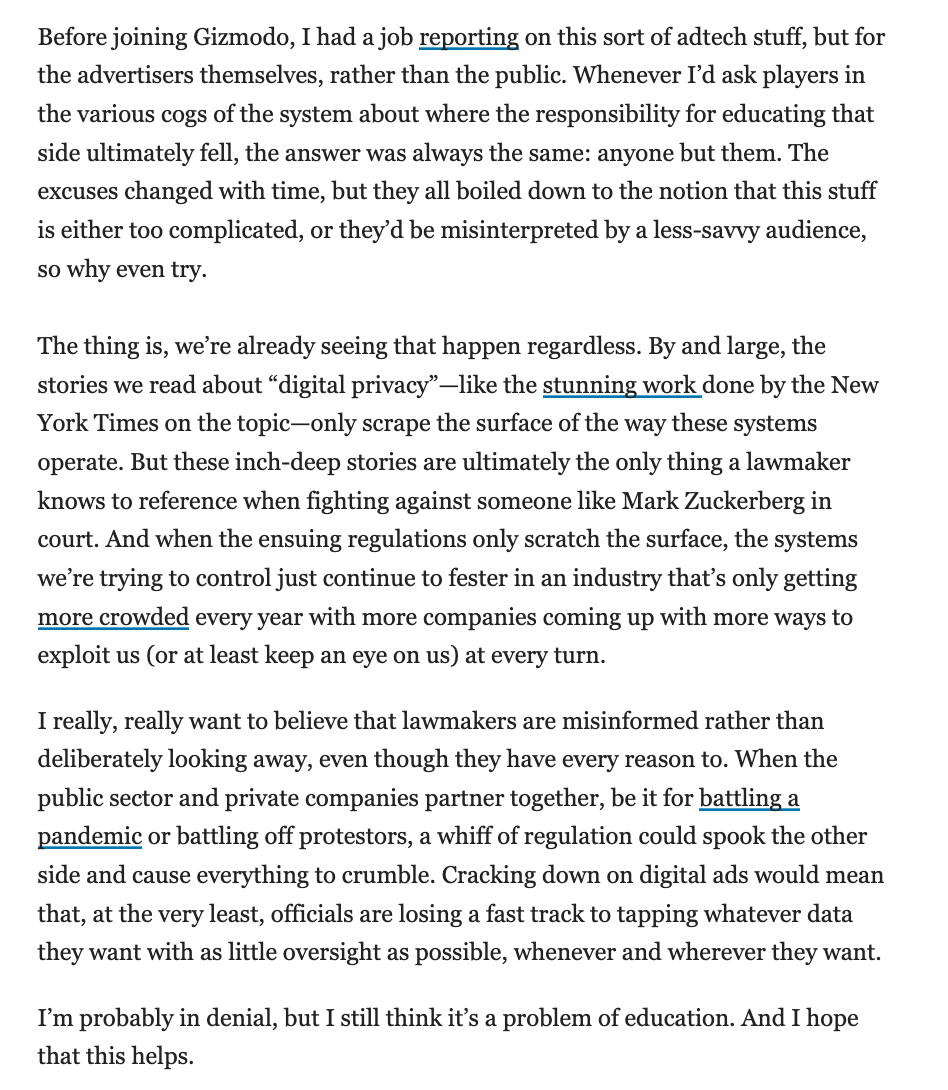 Before joining Gizmodo, I had a job reporting on this sort of adtech stuff, but for
the advertisers themselves, rather than the public. Whenever I’d ask players in
the various cogs of the system about where the responsibility for educating that
side ultimately fell, the answer was always the same: anyone but them. The
excuses changed with time, but they all boiled down to the notion that this stuff
is either too complicated, or they’d be misinterpreted by a less-savvy audience,
so why even try.
The thing is, we’re already seeing that happen regardless. By and large, the
stories we read about “digital privacy”—like the stunning work done by the New
York Times on the topic—only scrape the surface of the way these systems
operate. But these inch-deep stories are ultimately the only thing a lawmaker
knows to reference when fighting against someone like Mark Zuckerberg in
court. And when the ensuing regulations only scratch the surface, the systems
we’re trying to control just continue to fester in an industry that’s only getting
more crowded every year with more companies coming up with more ways to
exploit us (or at least keep an eye on us) at every turn.
I really, really want to believe that lawmakers are misinformed rather than
deliberately looking away, even though they have every reason to. When the
public sector and private companies partner together, be it for battling a
pandemic or battling off protestors, a whiff of regulation could spook the other
side and cause everything to crumble. Cracking down on digital ads would mean
that, at the very least, officials are losing a fast track to tapping whatever data
they want with as little oversight as possible, whenever and wherever they want.
I’m probably in denial, but I still think it’s a problem of education. And I hope
that this helps.